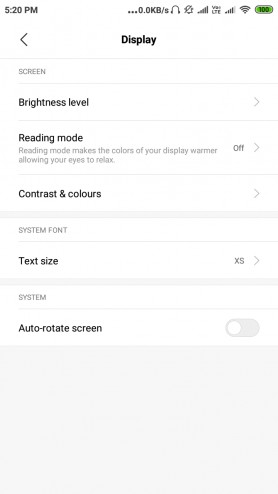 5:20 PM ...0.0KB/s Vo) LTE 100
Display
SCREEN
Brightness level
Reading mode
Reading mode makes the colors of your display warmer
allowing your eyes to relax.
Off
Contrast & colours
SYSTEM FONT
Text size XS
SYSTEM
Auto-rotate screen